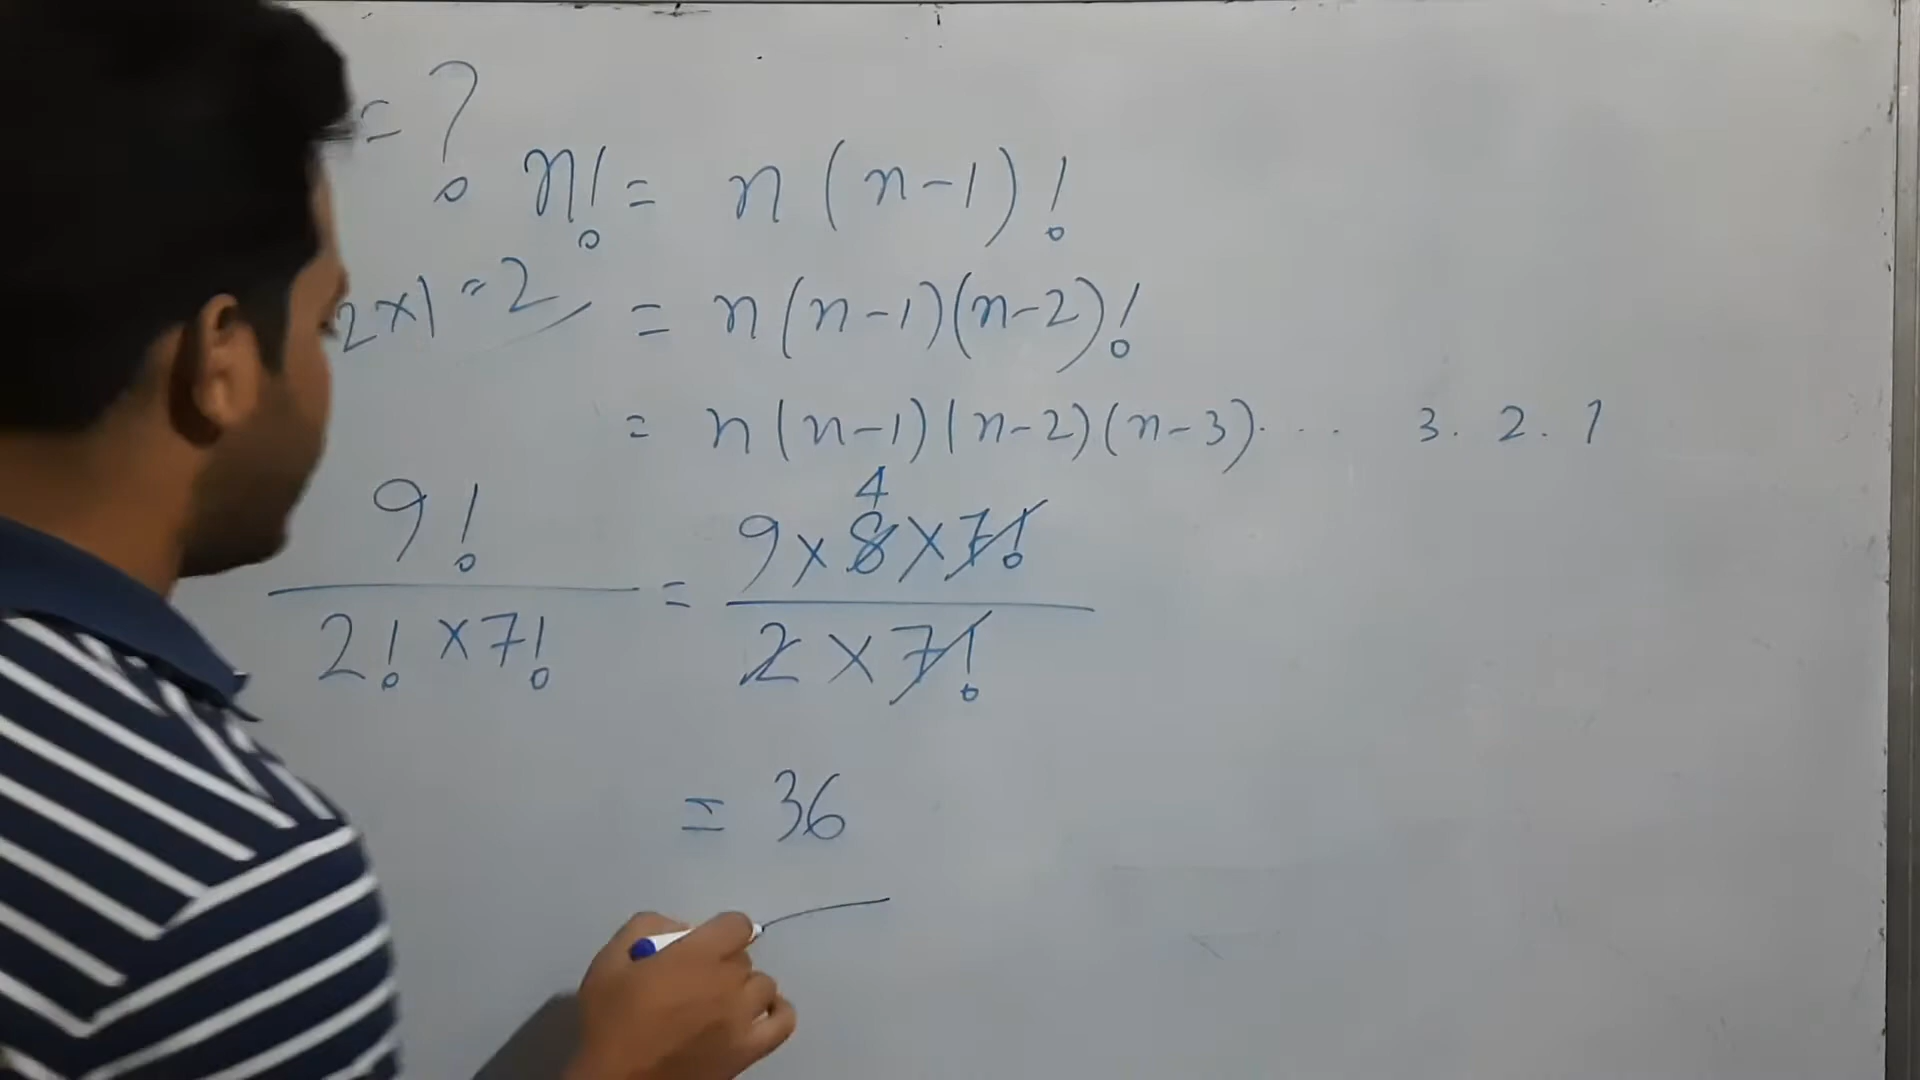 = ?
n! = n(n-1)!
2×1 = 2
= n(n-1)(n-2)!
= n(n-1)(n-2)(n-3)..... 3. 2. 1
4
9! / 2! ×7! = 9×8×7! / 2×7!
= 36